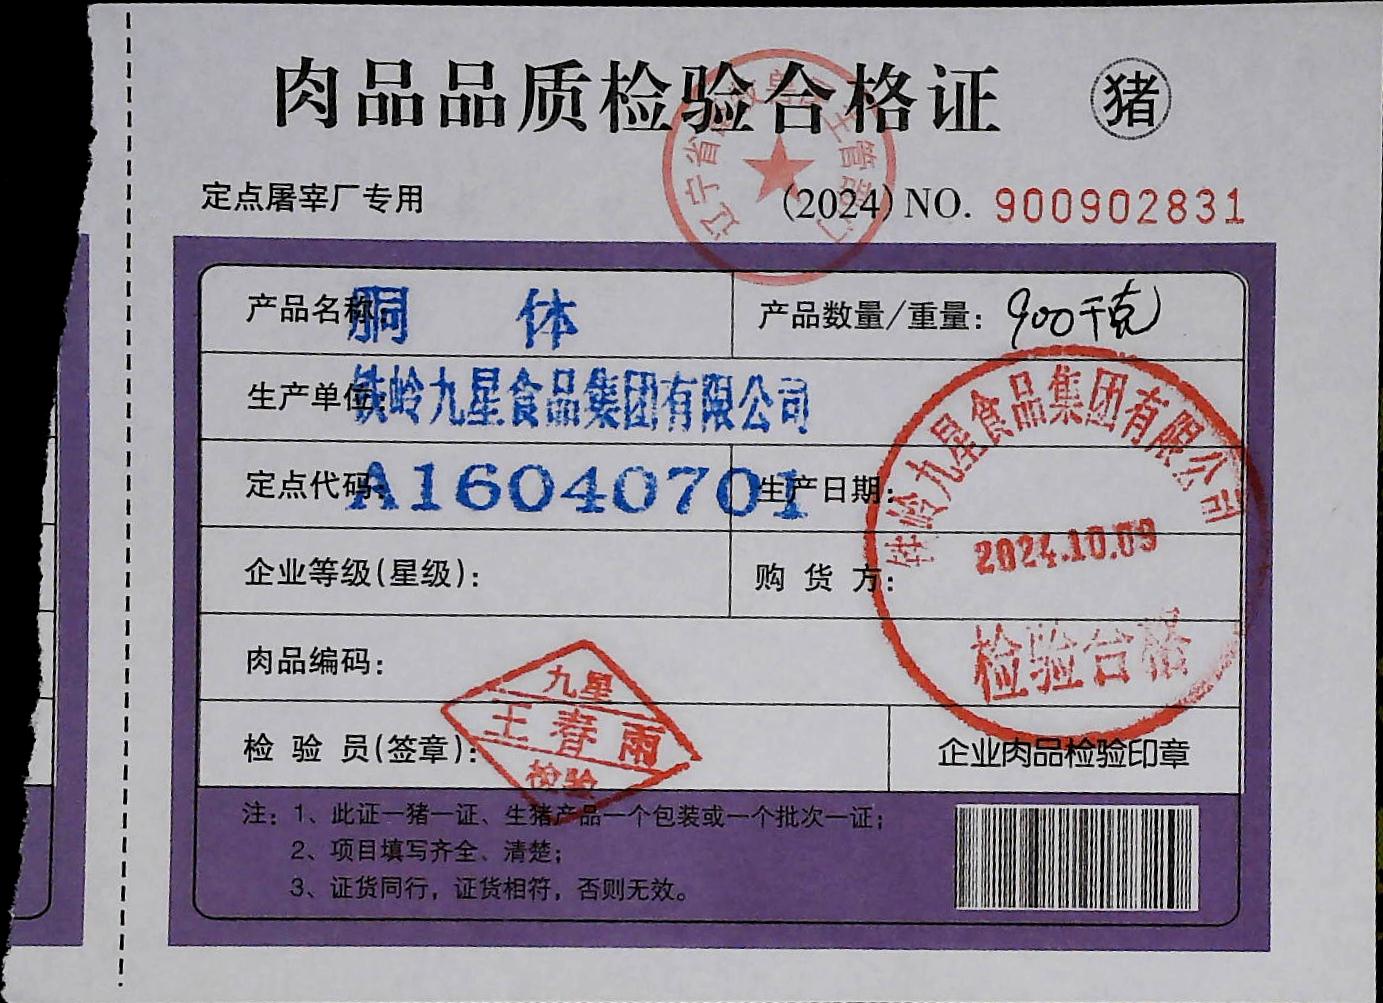 肉品品质检验合格证 猪
定点屠宰厂专用 (2024) NO. 900902831
产品名称: 胴 体 产品数量/重量: 900千克
生产单位: 铁岭九星食品集团有限公司
定点代码: A16040701 生产日期:
企业等级(星级): 购 货 方:
肉品编码:
检 验 员(签章):
九星
王春雨
检验
铁岭九星食品集团有限公司
2024.10.09
检验合格
企业肉品检验印章
注: 1、此证一猪一证、生猪产品一个包装或一个批次一证;
2、项目填写齐全、清楚;
3、证货同行，证货相符，否则无效。